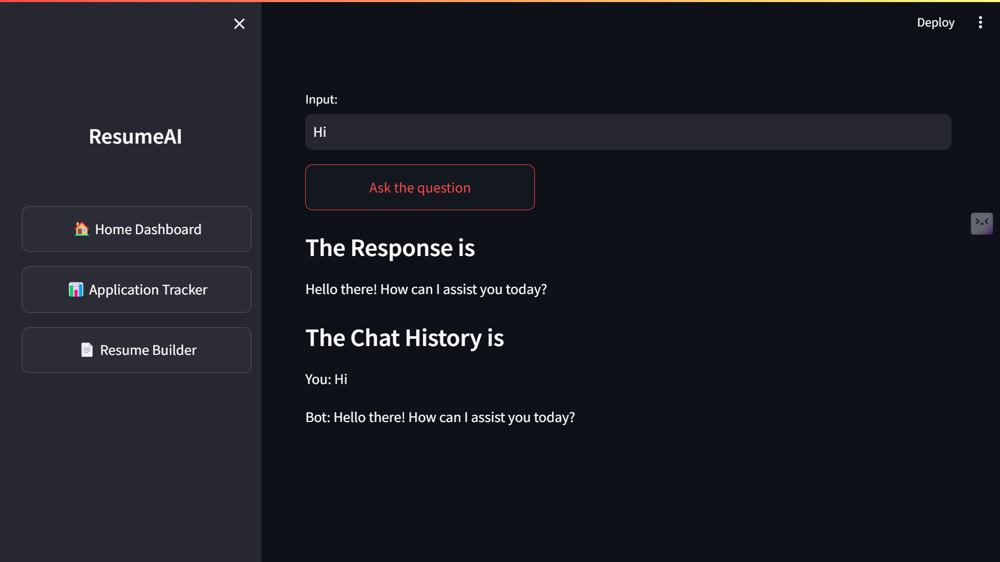 Deploy
ResumeAI
🏠 Home Dashboard
📊 Application Tracker
📄 Resume Builder
Input:
Hi
Ask the question
The Response is
Hello there! How can I assist you today?
The Chat History is
You: Hi
Bot: Hello there! How can I assist you today?